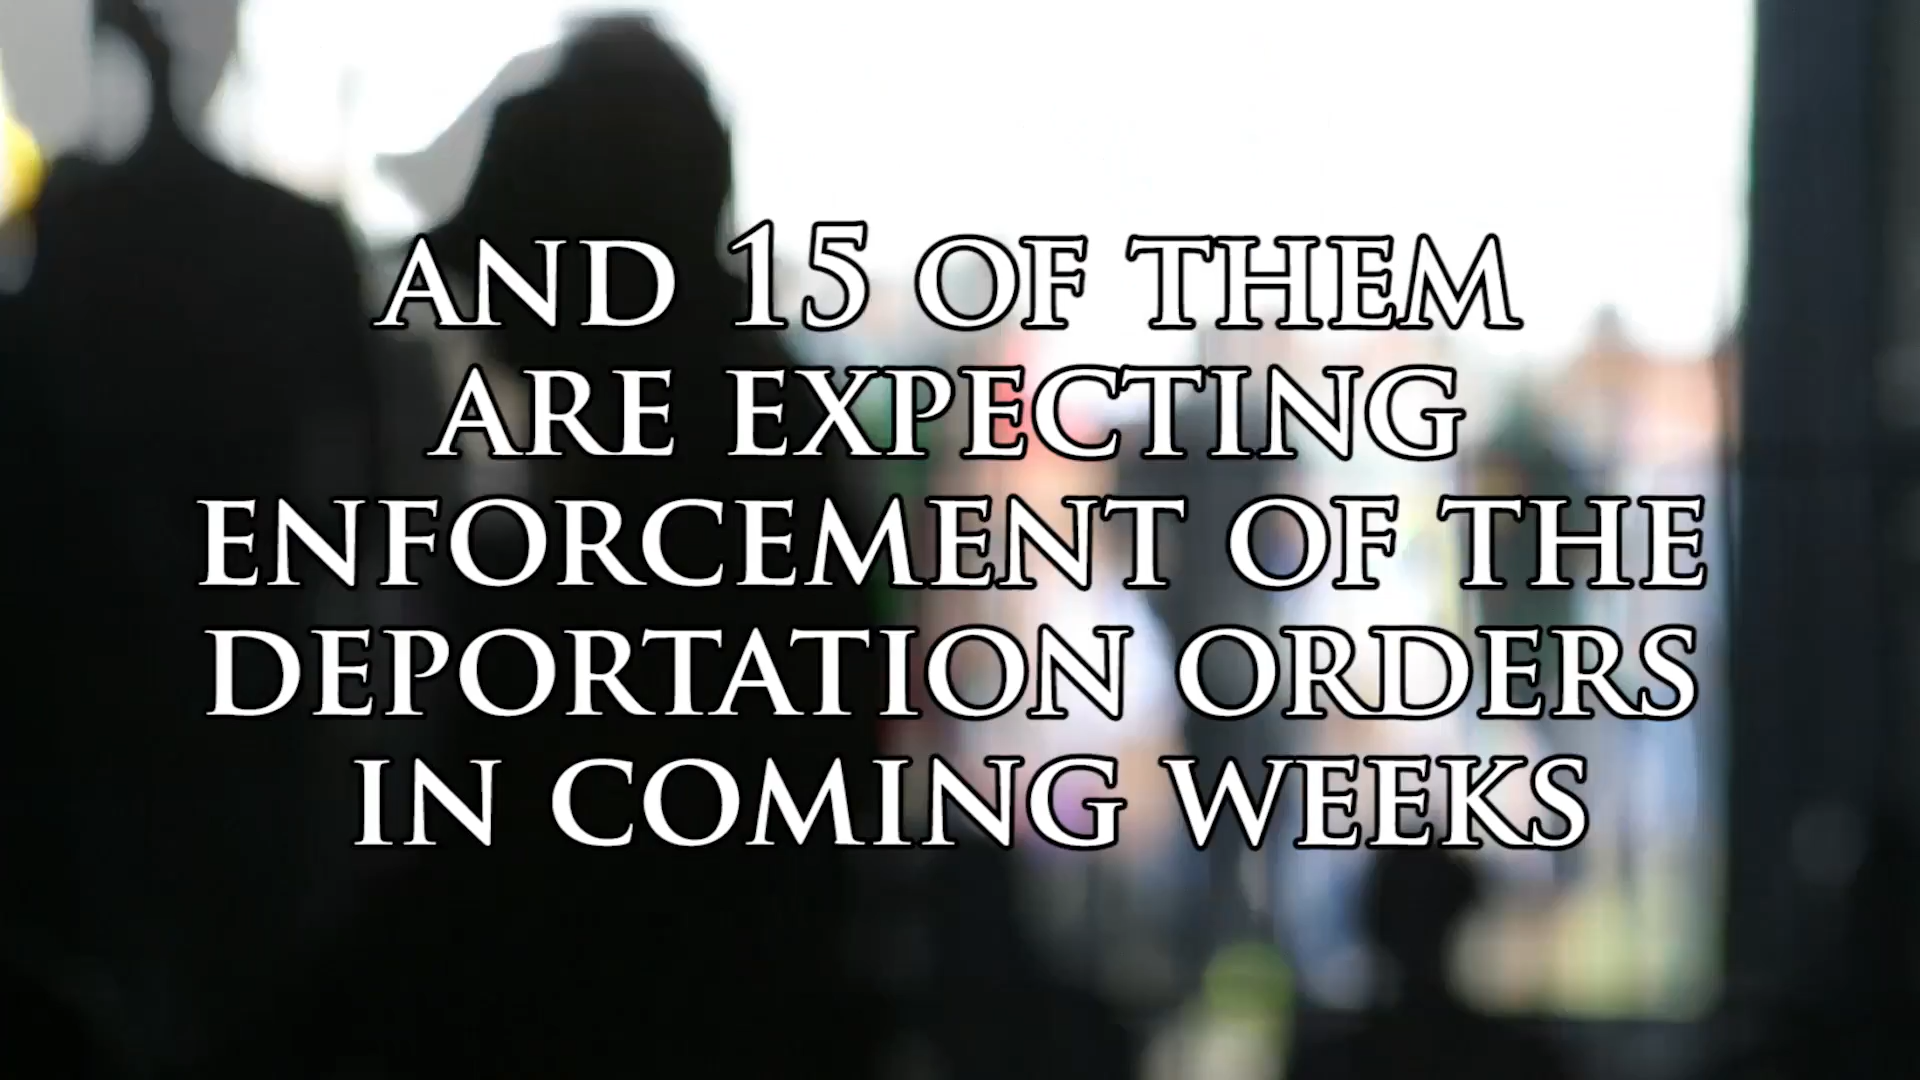 AND 15 OF THEM
ARE EXPECTING
ENFORCEMENT OF THE
DEPORTATION ORDERS
IN COMING WEEKS